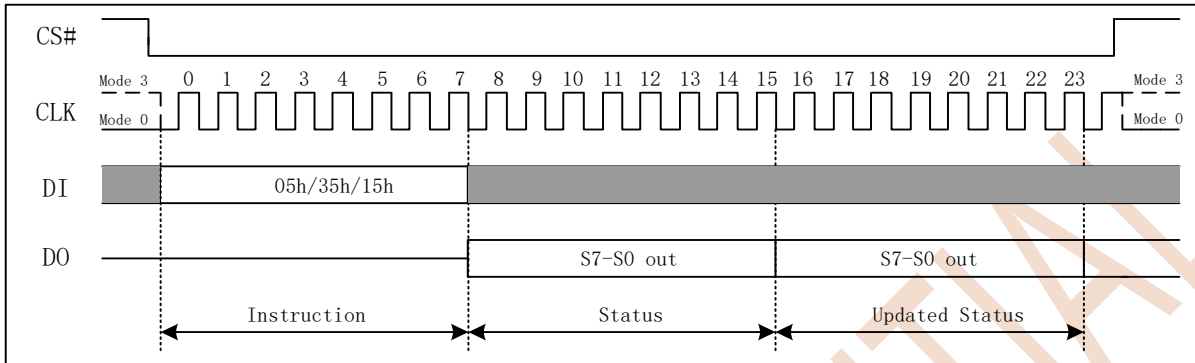 CS#
Mode 3 0 1 2 3 4 5 6 7 8 9 10 11 12 13 14 15 16 17 18 19 20 21 22 23 Mode 3
CLK
Mode 0 Mode 0
DI 05h/35h/15h
DO S7-S0 out S7-S0 out
Instruction Status Updated Status